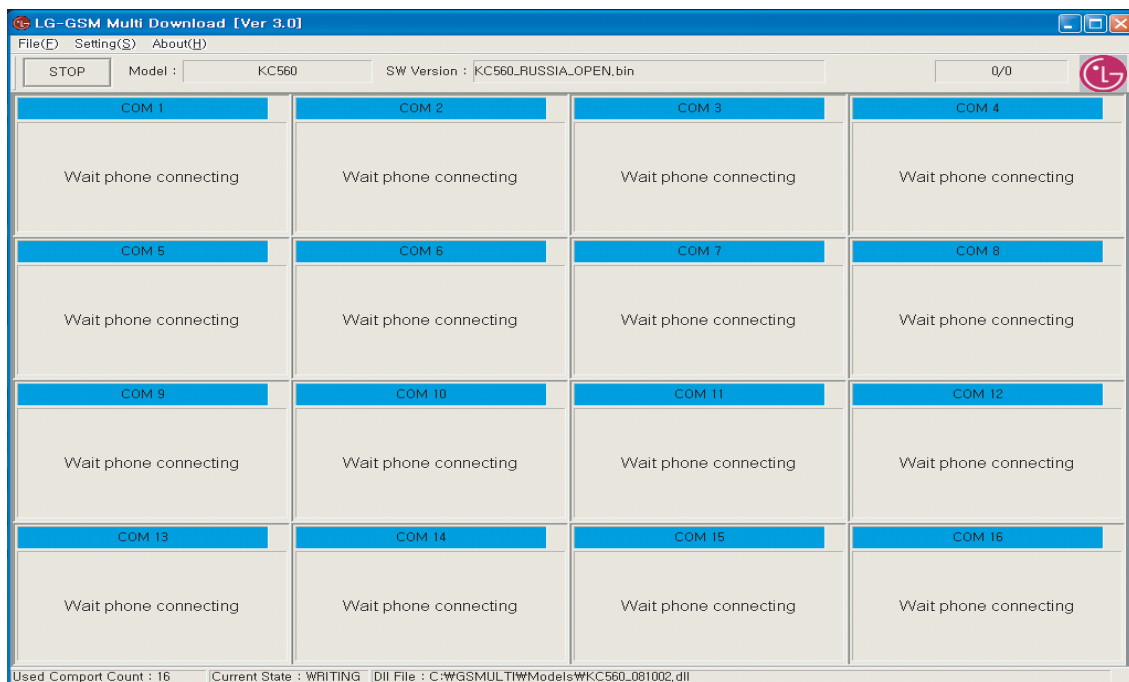 LG-GSM Multi Download [Ver 3.0]
File(F) Setting(S) About(H)
STOP Model : KC560 SW Version : KC560_RUSSIA_OPEN.bin 0/0
COM 1 COM 2 COM 3 COM 4
Wait phone connecting Wait phone connecting Wait phone connecting Wait phone connecting
COM 5 COM 6 COM 7 COM 8
Wait phone connecting Wait phone connecting Wait phone connecting Wait phone connecting
COM 9 COM 10 COM 11 COM 12
Wait phone connecting Wait phone connecting Wait phone connecting Wait phone connecting
COM 13 COM 14 COM 15 COM 16
Wait phone connecting Wait phone connecting Wait phone connecting Wait phone connecting
Used Comport Count : 16 Current State : WRITING Dll File : C:₩GSMULTI₩Models₩KC560_081002.dll